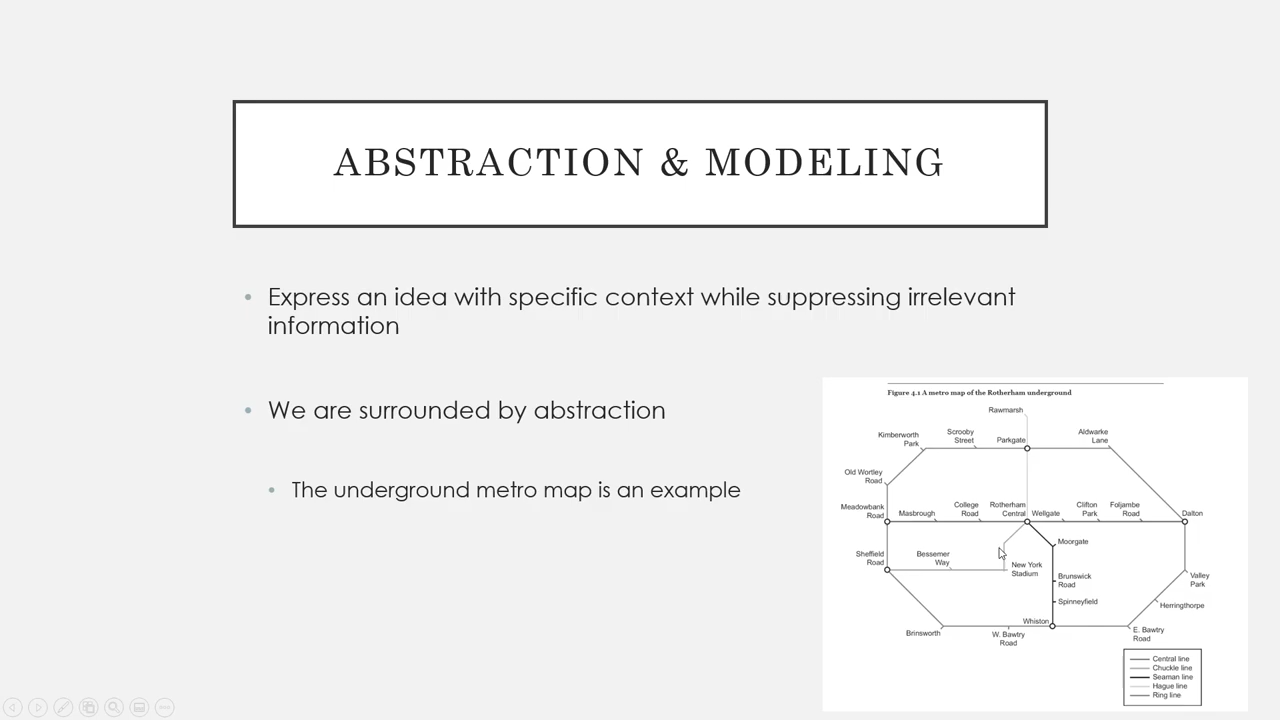 ABSTRACTION & MODELING
• Express an idea with specific context while suppressing irrelevant
information
• We are surrounded by abstraction
• The underground metro map is an example
Figure 4.1 A metro map of the Rotherham underground
Rawmarsh
Kimberworth
Park
Scrooby
Street
Parkgate
Aldwarke
Lane
Old Wortley
Road
Meadowbank
Road
Masbrough
College
Road
Rotherham
Central
Wellgate
Clifton
Park
Foljambe
Road
Dalton
Moorgate
Sheffield
Road
Bessemer
Way
New York
Stadium
Brunswick
Road
Valley
Park
Spinneyfield
Herringthorpe
Whiston
Brinsworth
W. Bawtry
Road
E. Bawtry
Road
Central line
Chuckle line
Seaman line
Hague line
Ring line